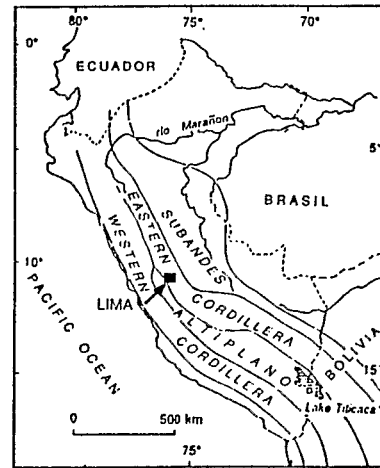 80° 75° 70°
0°
ECUADOR
río Marañon
5°
BRASIL
SUBANDES
EASTERN
WESTERN
10°
LIMA
CORDILLERA
ALTIPLANO
BOLIVIA
PACIFIC OCEAN
CORDILLERA
15°
Lake Titicaca
0 500 km
75°